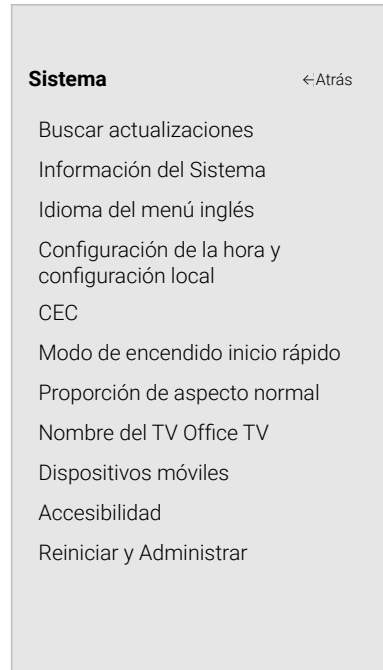 Sistema ←Atrás
Buscar actualizaciones
Información del Sistema
Idioma del menú inglés
Configuración de la hora y
configuración local
CEC
Modo de encendido inicio rápido
Proporción de aspecto normal
Nombre del TV Office TV
Dispositivos móviles
Accesibilidad
Reiniciar y Administrar